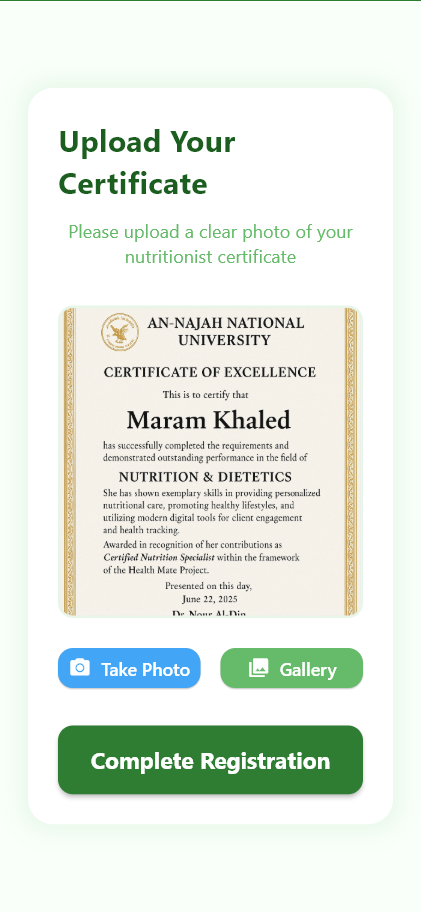 Upload Your
Certificate
Please upload a clear photo of your
nutritionist certificate
AN-NAJAH NATIONAL
UNIVERSITY
CERTIFICATE OF EXCELLENCE
This is to certify that
Maram Khaled
has successfully completed the requirements and
demonstrated outstanding performance in the field of
NUTRITION & DIETETICS
She has shown exemplary skills in providing personalized
nutritional care, promoting healthy lifestyles, and
utilizing modern digital tools for client engagement
and health tracking.
Awarded in recognition of her contributions as
Certified Nutrition Specialist within the framework
of the Health Mate Project.
Presented on this day,
June 22, 2025
Dr. Nour Al-Din
Take Photo
Gallery
Complete Registration